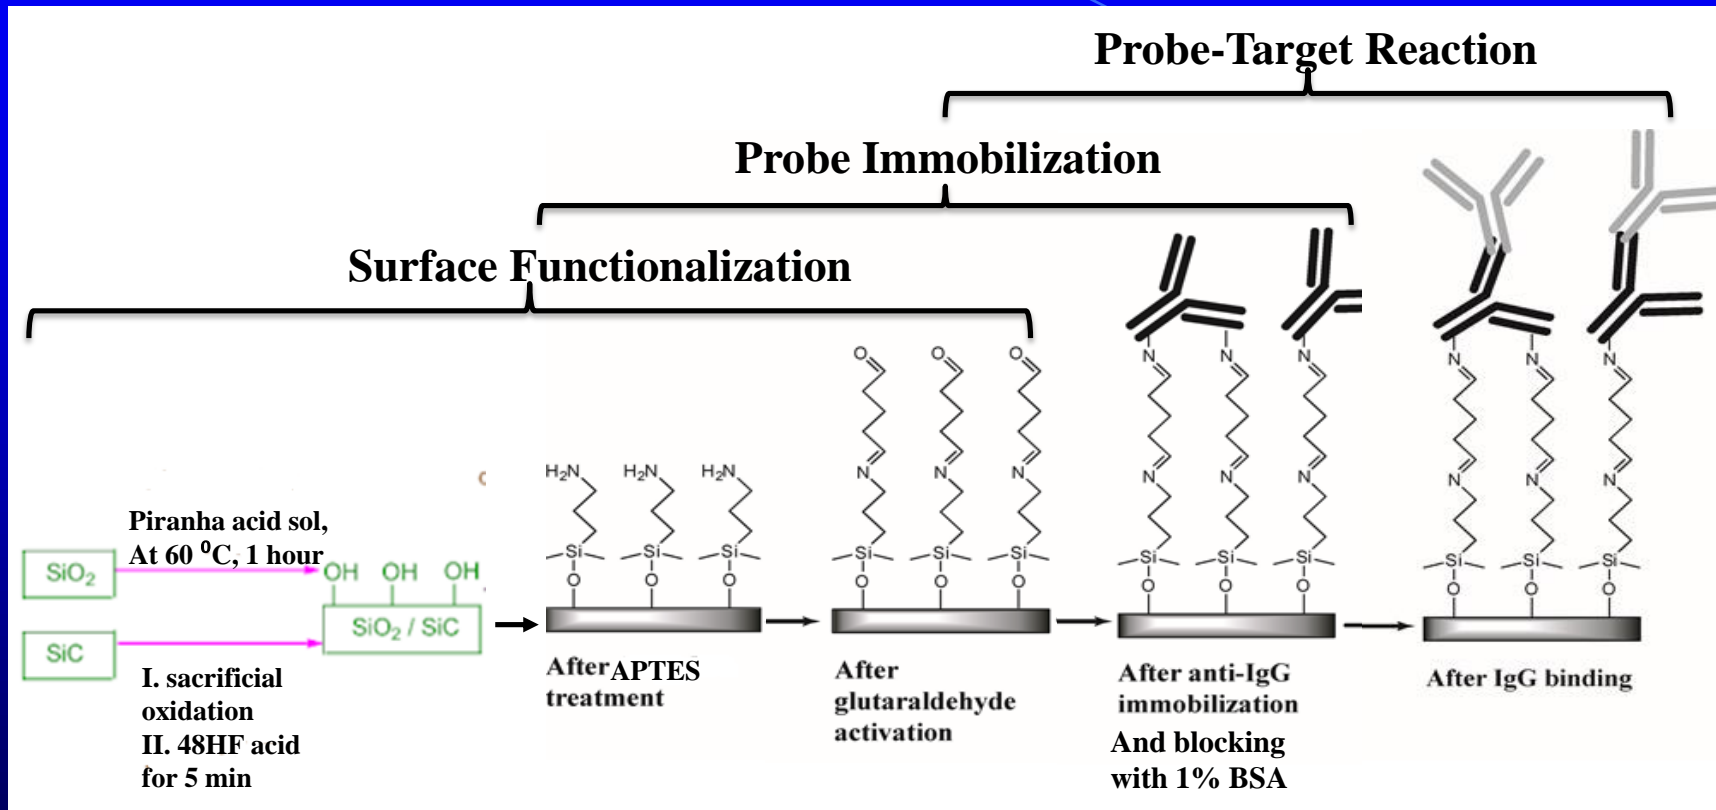 Probe-Target Reaction
Probe Immobilization
Surface Functionalization
Piranha acid sol,
At 60 ⁰C, 1 hour
SiO₂
SiC
I. sacrificial
oxidation
II. 48HF acid
for 5 min
OH OH OH
SiO₂ / SiC
H₂N H₂N H₂N
Si Si Si
O O O
After APTES
treatment
O O O
N N N
Si Si Si
O O O
After
glutaraldehyde
activation
N N N
N N N
Si Si Si
O O O
After anti-IgG
immobilization
And blocking
with 1% BSA
N N N
N N N
Si Si Si
O O O
After IgG binding